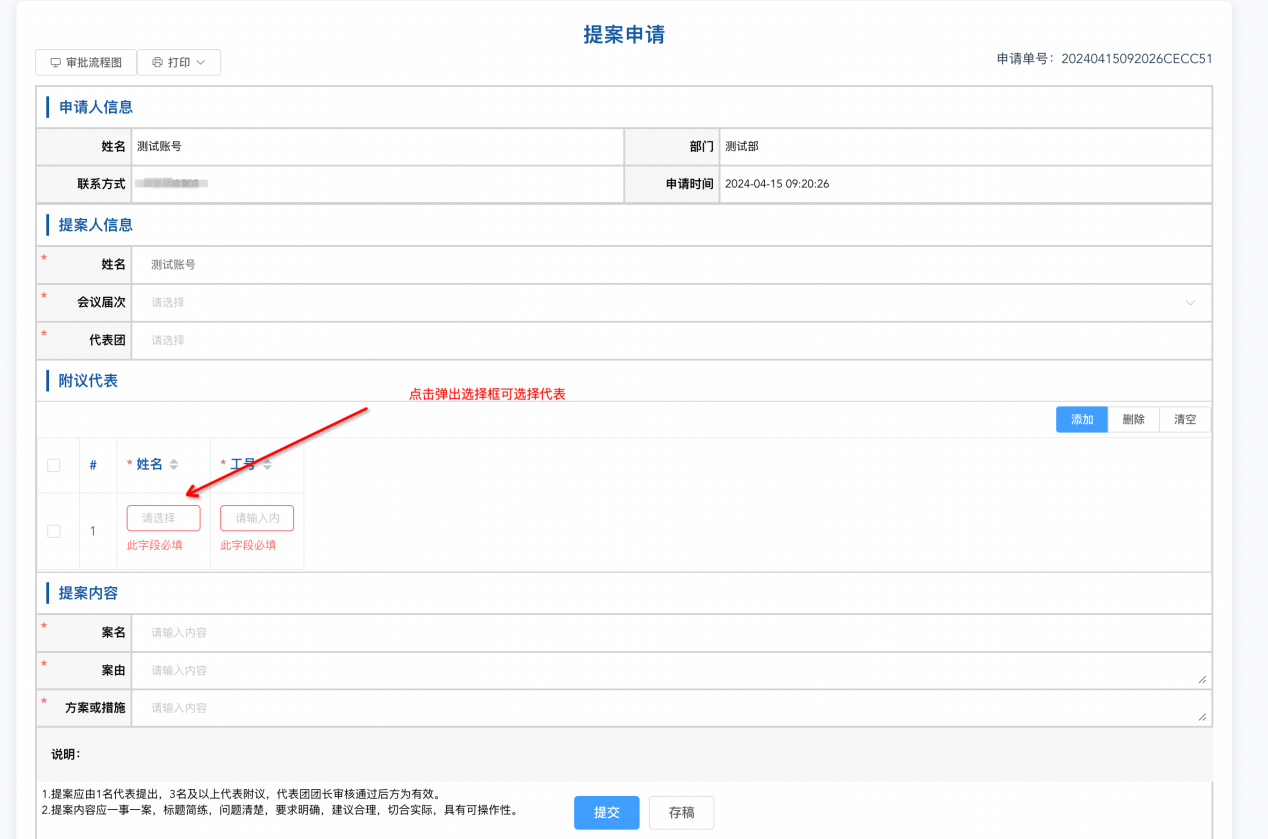 提案申请
审批流程图 打印
申请单号：20240415092026CECC51
申请人信息
姓名 测试账号 部门 测试部
联系方式 申请时间 2024-04-15 09:20:26
提案人信息
* 姓名 测试账号
* 会议届次 请选择
* 代表团 请选择
附议代表
点击弹出选择框可选择代表
添加 删除 清空
# * 姓名 * 工号
1 请选择 请输入内
此字段必填 此字段必填
提案内容
* 案名 请输入内容
* 案由 请输入内容
* 方案或措施 请输入内容
说明：
1.提案应由1名代表提出，3名及以上代表附议，代表团团长审核通过后方为有效。
2.提案内容应一事一案，标题简练，问题清楚，要求明确，建议合理，切合实际，具有可操作性。
提交 存稿